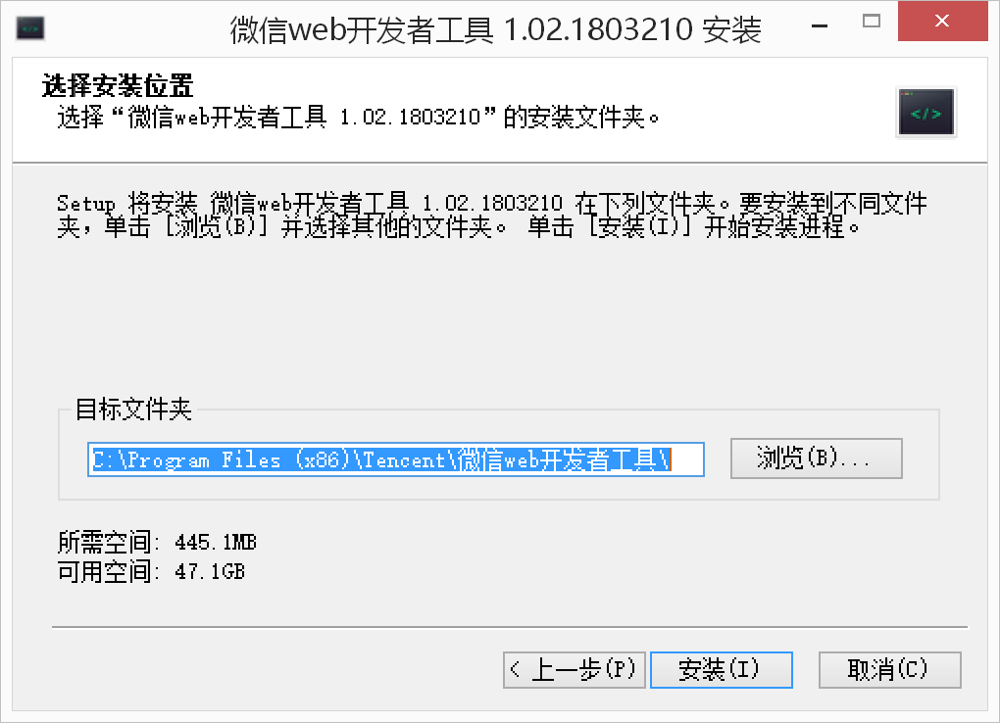 微信web开发者工具 1.02.1803210 安装
选择安装位置
选择“微信web开发者工具 1.02.1803210”的安装文件夹。
</>
Setup 将安装 微信web开发者工具 1.02.1803210 在下列文件夹。要安装到不同文件
夹，单击 [浏览(B)] 并选择其他的文件夹。 单击 [安装(I)] 开始安装进程。
目标文件夹
C:\Program Files (x86)\Tencent\微信web开发者工具\
浏览(B)...
所需空间: 445.1MB
可用空间: 47.1GB
< 上一步(P)
安装(I)
取消(C)